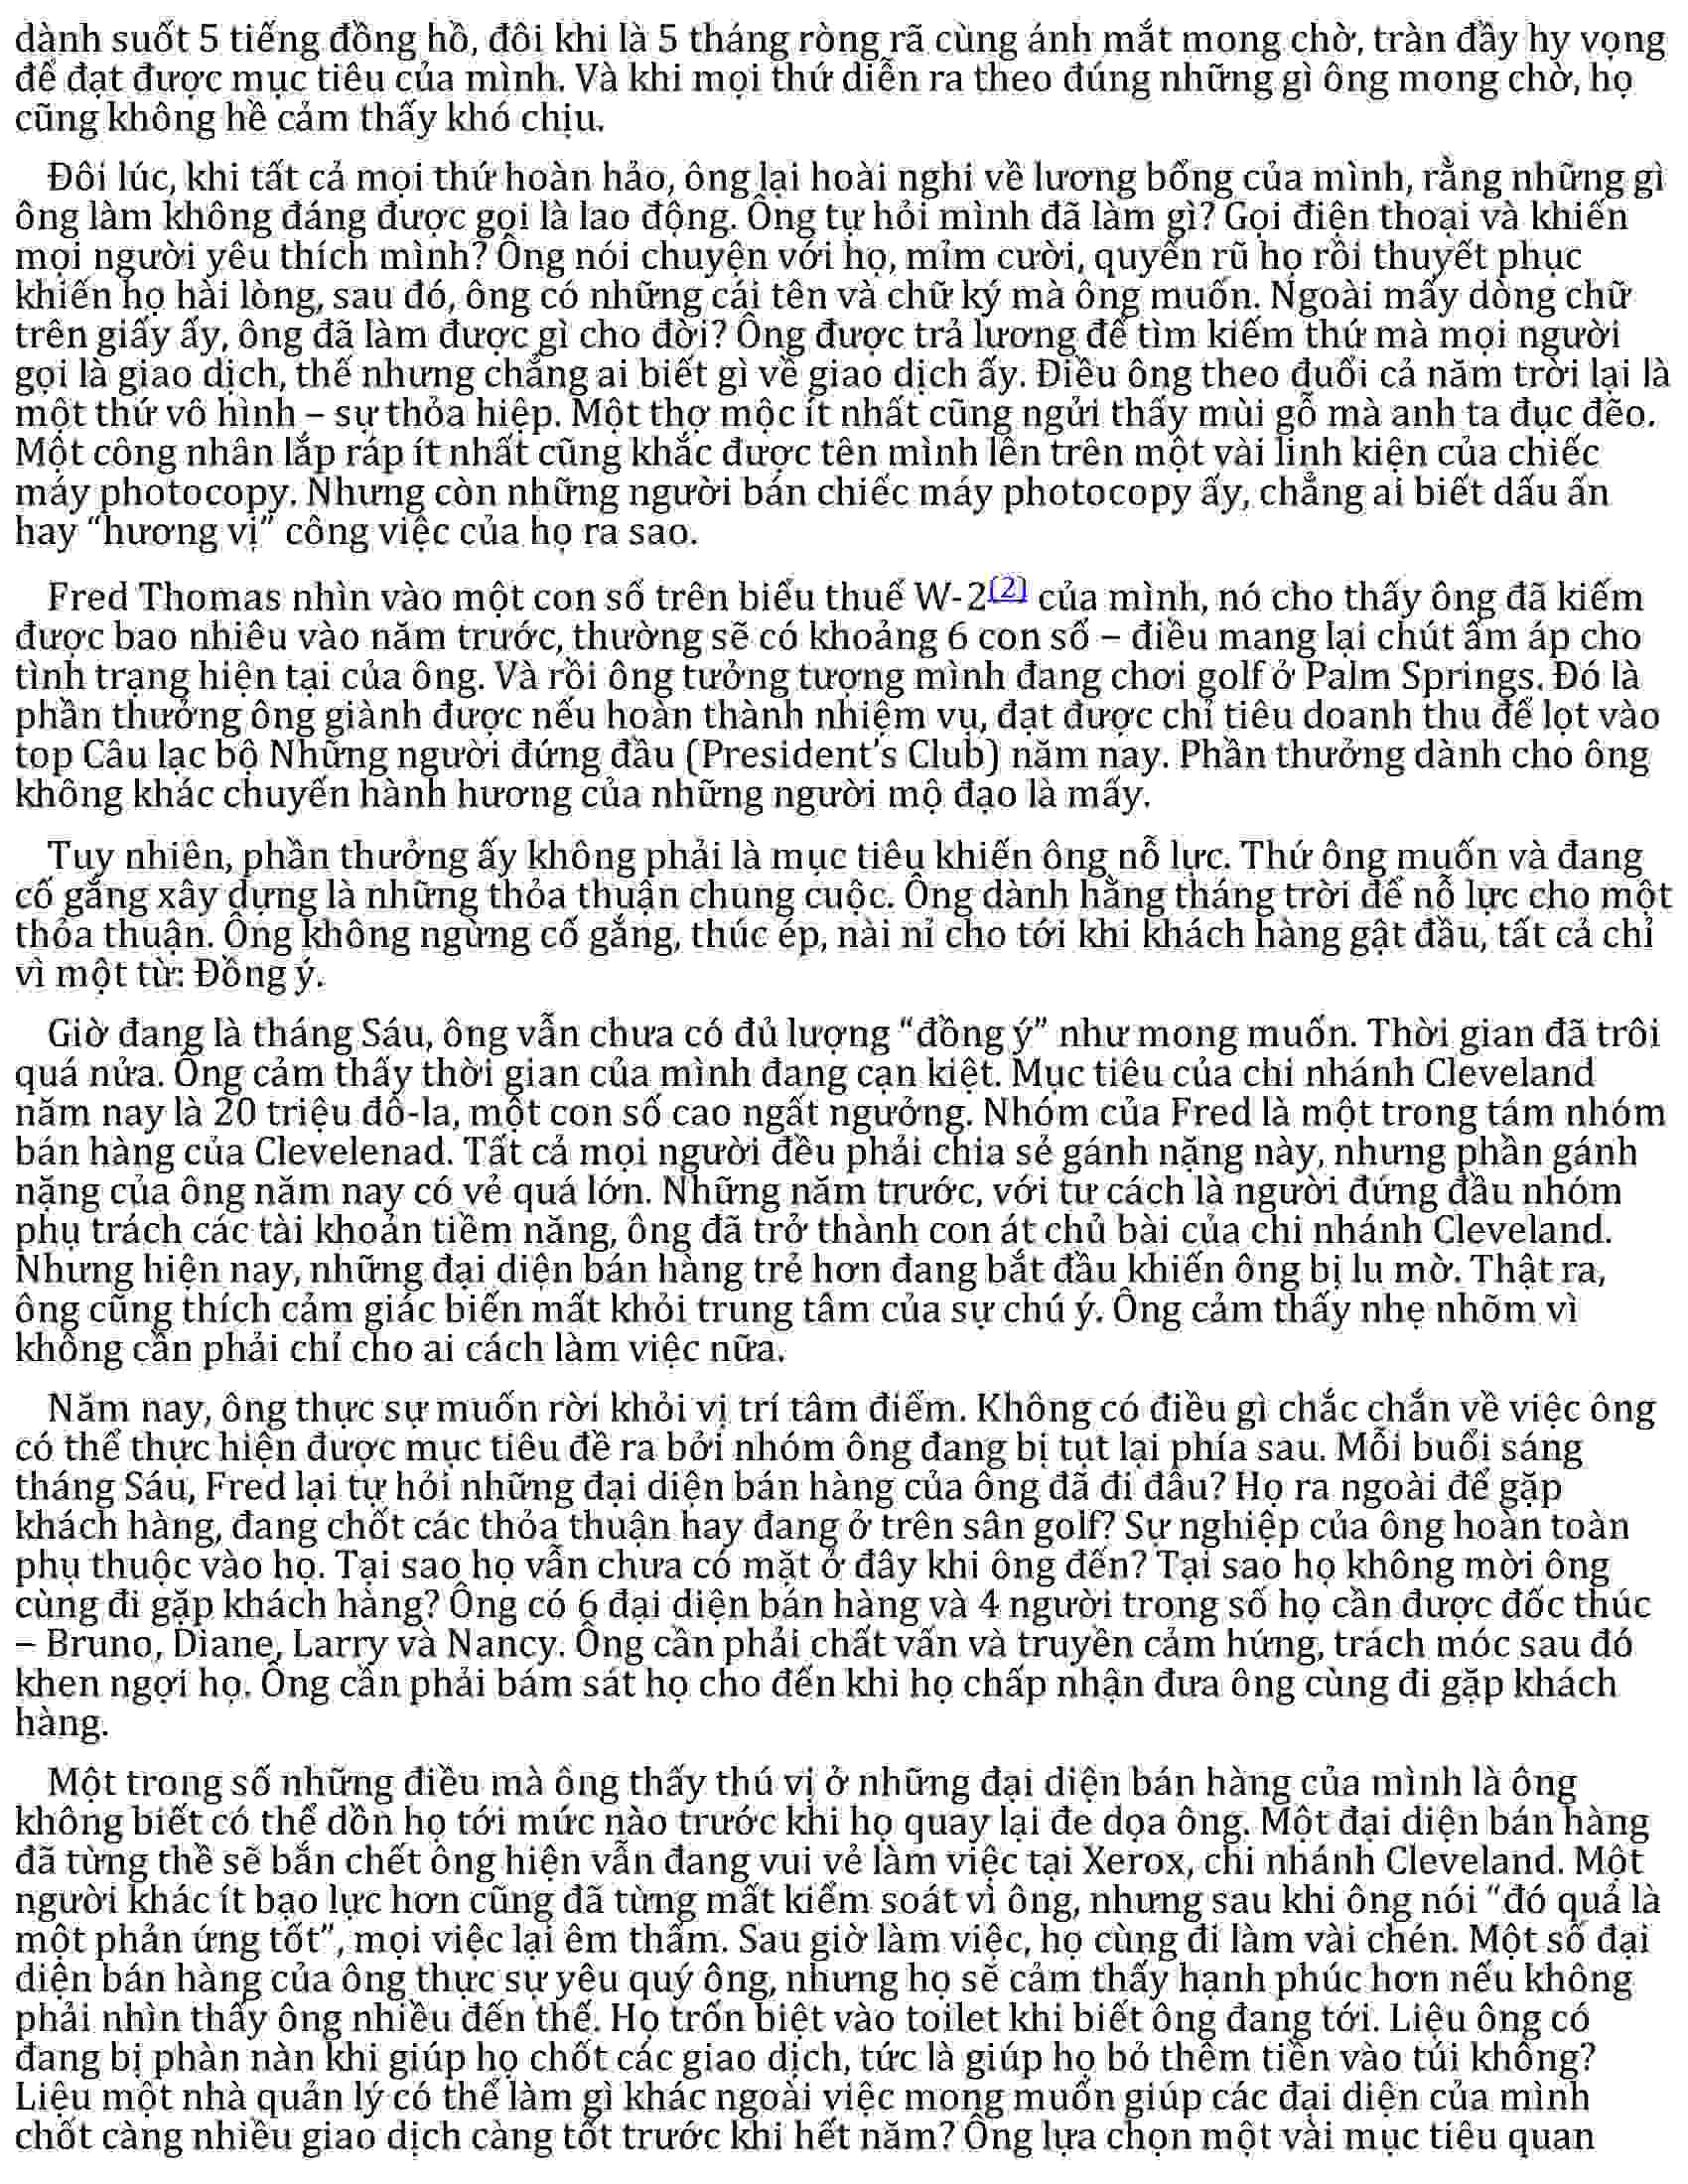 dành suốt 5 tiếng đồng hồ, đôi khi là 5 tháng ròng rã cùng ánh mắt mong chờ, tràn đầy hy vọng
để đạt được mục tiêu của mình. Và khi mọi thứ diễn ra theo đúng những gì ông mong chờ, họ
cũng không hề cảm thấy khó chịu.
Đôi lúc, khi tất cả mọi thứ hoàn hảo, ông lại hoài nghi về lương bổng của mình, rằng những gì
ông làm không đáng được gọi là lao động. Ông tự hỏi mình đã làm gì? Gọi điện thoại và khiến
mọi người yêu thích mình? Ông nói chuyện với họ, mỉm cười, quyến rũ họ rồi thuyết phục
khiến họ hài lòng, sau đó, ông có những cái tên và chữ ký mà ông muốn. Ngoài mấy dòng chữ
trên giấy ấy, ông đã làm được gì cho đời? Ông được trả lương để tìm kiếm thứ mà mọi người
gọi là giao dịch, thế nhưng chẳng ai biết gì về giao dịch ấy. Điều ông theo đuổi cả năm trời lại là
một thứ vô hình – sự thỏa hiệp. Một thợ mộc ít nhất cũng ngửi thấy mùi gỗ mà anh ta đục đẽo.
Một công nhân lắp ráp ít nhất cũng khắc được tên mình lên trên một vài linh kiện của chiếc
máy photocopy. Nhưng còn những người bán chiếc máy photocopy ấy, chẳng ai biết dấu ấn
hay “hương vị” công việc của họ ra sao.
Fred Thomas nhìn vào một con số trên biểu thuế W-2[2] của mình, nó cho thấy ông đã kiếm
được bao nhiêu vào năm trước, thường sẽ có khoảng 6 con số – điều mang lại chút ấm áp cho
tình trạng hiện tại của ông. Và rồi ông tưởng tượng mình đang chơi golf ở Palm Springs. Đó là
phần thưởng ông giành được nếu hoàn thành nhiệm vụ, đạt được chỉ tiêu doanh thu để lọt vào
top Câu lạc bộ Những người đứng đầu (President’s Club) năm nay. Phần thưởng dành cho ông
không khác chuyến hành hương của những người mộ đạo là mấy.
Tuy nhiên, phần thưởng ấy không phải là mục tiêu khiến ông nỗ lực. Thứ ông muốn và đang
cố gắng xây dựng là những thỏa thuận chung cuộc. Ông dành hằng tháng trời để nỗ lực cho một
thỏa thuận. Ông không ngừng cố gắng, thúc ép, nài nỉ cho tới khi khách hàng gật đầu, tất cả chỉ
vì một từ: Đồng ý.
Giờ đang là tháng Sáu, ông vẫn chưa có đủ lượng “đồng ý” như mong muốn. Thời gian đã trôi
quá nửa. Ông cảm thấy thời gian của mình đang cạn kiệt. Mục tiêu của chi nhánh Cleveland
năm nay là 20 triệu đô-la, một con số cao ngất ngưởng. Nhóm của Fred là một trong tám nhóm
bán hàng của Clevelenad. Tất cả mọi người đều phải chia sẻ gánh nặng này, nhưng phần gánh
nặng của ông năm nay có vẻ quá lớn. Những năm trước, với tư cách là người đứng đầu nhóm
phụ trách các tài khoản tiềm năng, ông đã trở thành con át chủ bài của chi nhánh Cleveland.
Nhưng hiện nay, những đại diện bán hàng trẻ hơn đang bắt đầu khiến ông bị lu mờ. Thật ra,
ông cũng thích cảm giác biến mất khỏi trung tâm của sự chú ý. Ông cảm thấy nhẹ nhõm vì
không cần phải chỉ cho ai cách làm việc nữa.
Năm nay, ông thực sự muốn rời khỏi vị trí tâm điểm. Không có điều gì chắc chắn về việc ông
có thể thực hiện được mục tiêu đề ra bởi nhóm ông đang bị tụt lại phía sau. Mỗi buổi sáng
tháng Sáu, Fred lại tự hỏi những đại diện bán hàng của ông đã đi đâu? Họ ra ngoài để gặp
khách hàng, đang chốt các thỏa thuận hay đang ở trên sân golf? Sự nghiệp của ông hoàn toàn
phụ thuộc vào họ. Tại sao họ vẫn chưa có mặt ở đây khi ông đến? Tại sao họ không mời ông
cùng đi gặp khách hàng? Ông có 6 đại diện bán hàng và 4 người trong số họ cần được đốc thúc
– Bruno, Diane, Larry và Nancy. Ông cần phải chất vấn và truyền cảm hứng, trách móc sau đó
khen ngợi họ. Ông cần phải bám sát họ cho đến khi họ chấp nhận đưa ông cùng đi gặp khách
hàng.
Một trong số những điều mà ông thấy thú vị ở những đại diện bán hàng của mình là ông
không biết có thể dồn họ tới mức nào trước khi họ quay lại đe dọa ông. Một đại diện bán hàng
đã từng thề sẽ bắn chết ông hiện vẫn đang vui vẻ làm việc tại Xerox, chi nhánh Cleveland. Một
người khác ít bạo lực hơn cũng đã từng mất kiểm soát vì ông, nhưng sau khi ông nói “đó quả là
một phản ứng tốt”, mọi việc lại êm thấm. Sau giờ làm việc, họ cùng đi làm vài chén. Một số đại
diện bán hàng của ông thực sự yêu quý ông, nhưng họ sẽ cảm thấy hạnh phúc hơn nếu không
phải nhìn thấy ông nhiều đến thế. Họ trốn biệt vào toilet khi biết ông đang tới. Liệu ông có
đang bị phàn nàn khi giúp họ chốt các giao dịch, tức là giúp họ bỏ thêm tiền vào túi không?
Liệu một nhà quản lý có thể làm gì khác ngoài việc mong muốn giúp các đại diện của mình
chốt càng nhiều giao dịch càng tốt trước khi hết năm? Ông lựa chọn một vài mục tiêu quan